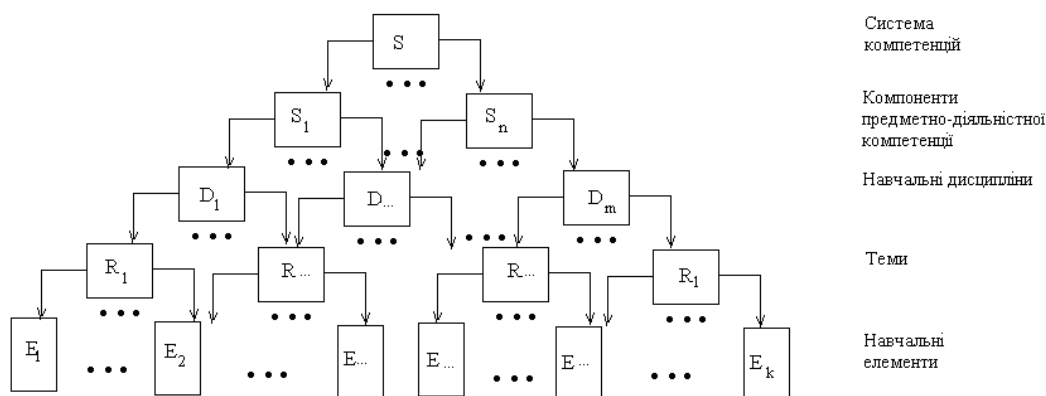 S
Система
компетенцій
S1
Sn
Компоненти
предметно-діяльністної
компетенції
D1
D...
Dm
Навчальні дисципліни
R1
R...
R...
R1
Теми
E1
E2
E...
E...
E...
Ek
Навчальні
елементи